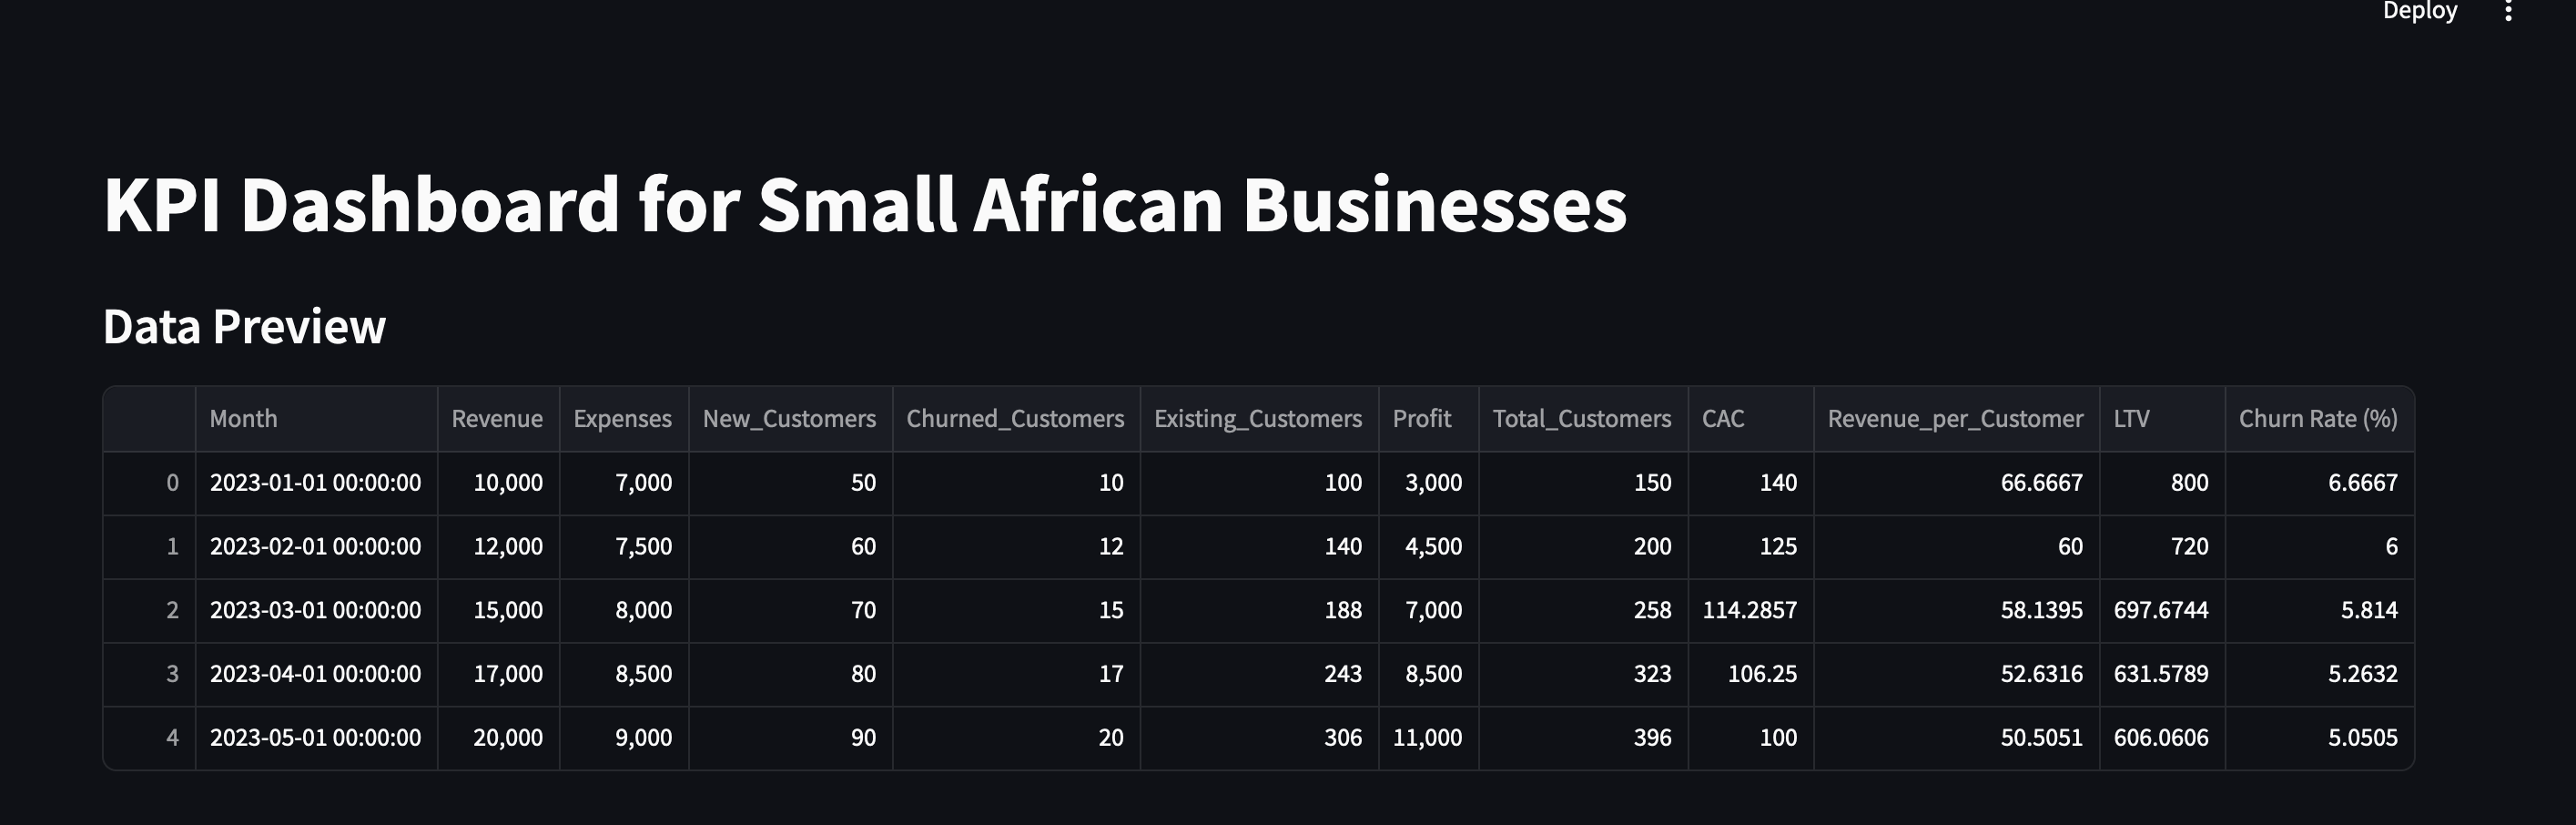 Deploy
KPI Dashboard for Small African Businesses
Data Preview
Month Revenue Expenses New_Customers Churned_Customers Existing_Customers Profit Total_Customers CAC Revenue_per_Customer LTV Churn Rate (%)
0 2023-01-01 00:00:00 10,000 7,000 50 10 100 3,000 150 140 66.6667 800 6.6667
1 2023-02-01 00:00:00 12,000 7,500 60 12 140 4,500 200 125 60 720 6
2 2023-03-01 00:00:00 15,000 8,000 70 15 188 7,000 258 114.2857 58.1395 697.6744 5.814
3 2023-04-01 00:00:00 17,000 8,500 80 17 243 8,500 323 106.25 52.6316 631.5789 5.2632
4 2023-05-01 00:00:00 20,000 9,000 90 20 306 11,000 396 100 50.5051 606.0606 5.0505